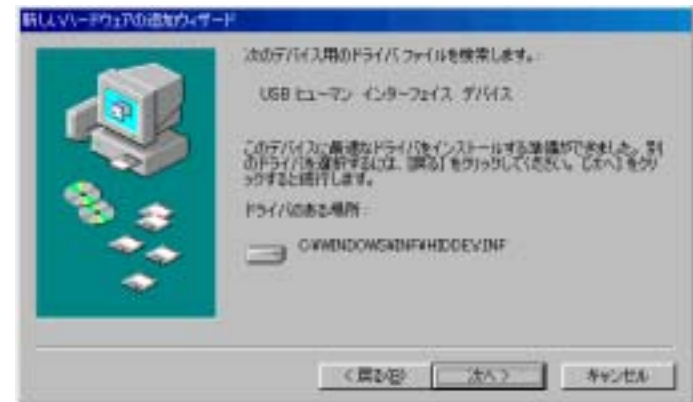 新しいハードウェアの追加ウィザード
次のデバイス用のドライバ ファイルを検索します。:
USB ヒューマン インターフェイス デバイス
このデバイスに最適なドライバをインストールする準備ができました。別
のドライバを選択するには、[戻る] をクリックしてください。[次へ] をクリ
ックすると続行します。
ドライバのある場所:
C:¥WINDOWS¥INF¥HIDDEV.INF
< 戻る(B)
次へ >
キャンセル